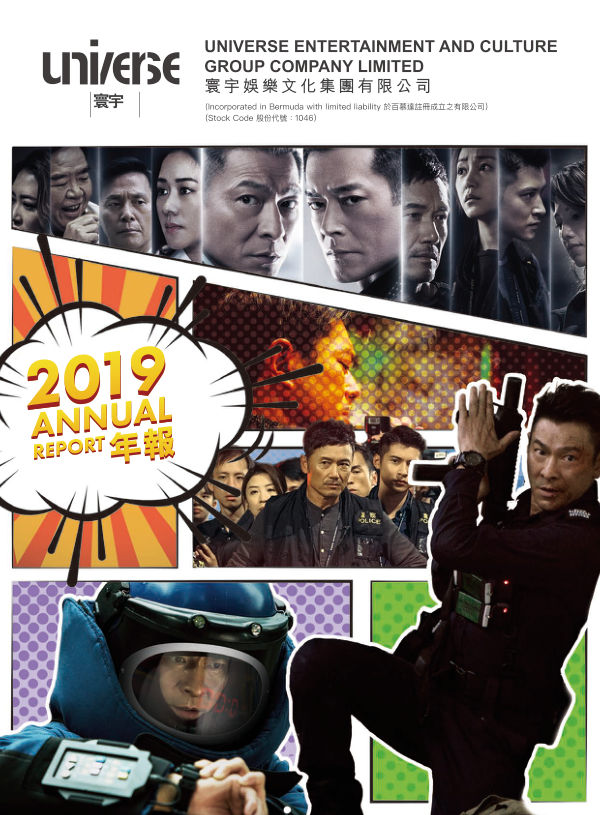 universe
寰宇
UNIVERSE ENTERTAINMENT AND CULTURE
GROUP COMPANY LIMITED
寰宇娛樂文化集團有限公司
(Incorporated in Bermuda with limited liability 於百慕達註冊成立之有限公司)
(Stock Code 股份代號：1046)
2019
ANNUAL
REPORT 年報
POLICE